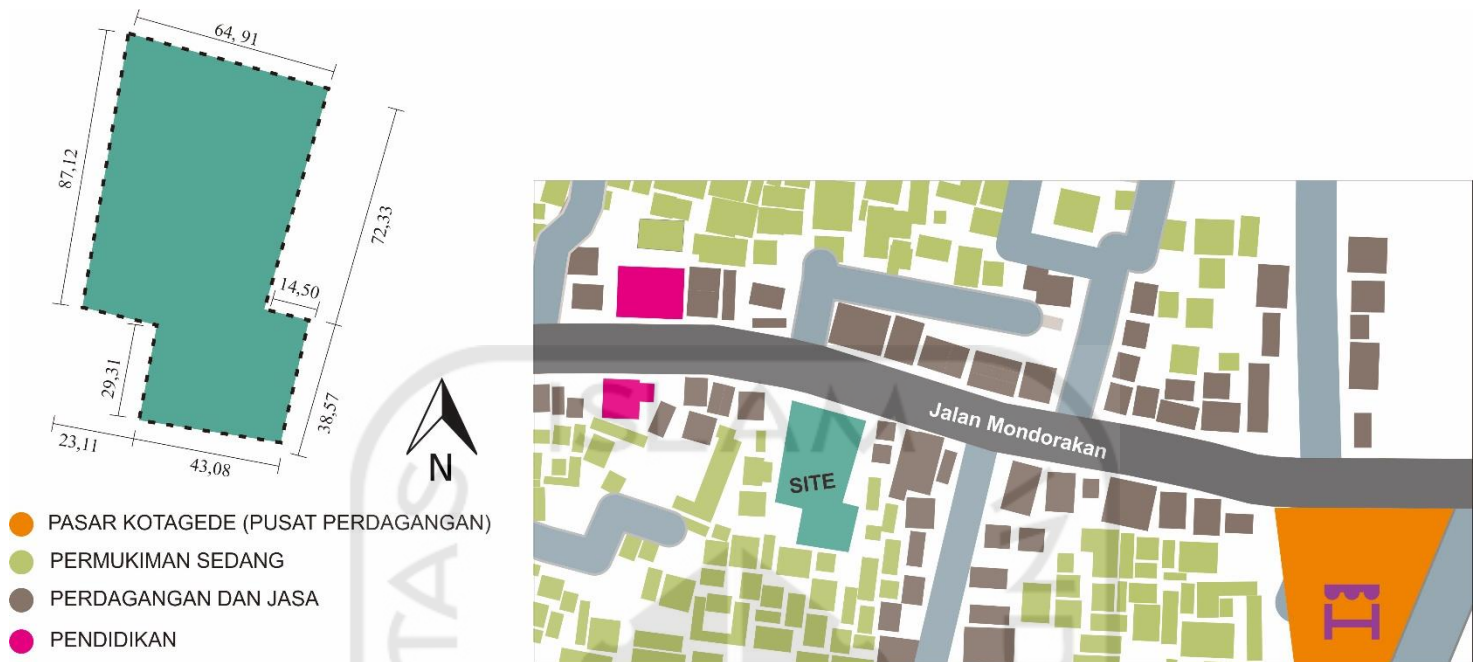 64, 91
87,12
72,33
14,50
29,31
38,57
23,11
43,08
N
PASAR KOTAGEDE (PUSAT PERDAGANGAN)
PERMUKIMAN SEDANG
PERDAGANGAN DAN JASA
PENDIDIKAN
Jalan Mondorakan
SITE
ISLAM